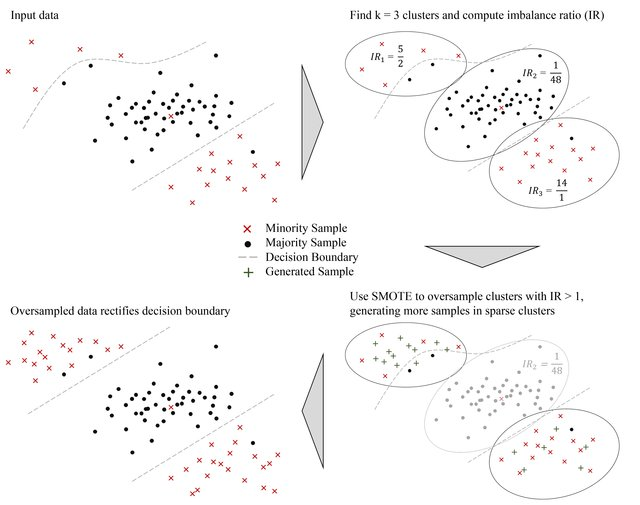 Input data
Find k = 3 clusters and compute imbalance ratio (IR)
IR₁ = 5/2
IR₂ = 1/48
IR₃ = 14/1
Minority Sample
Majority Sample
Decision Boundary
Generated Sample
Oversampled data rectifies decision boundary
Use SMOTE to oversample clusters with IR > 1,
generating more samples in sparse clusters
IR₂ = 1/48